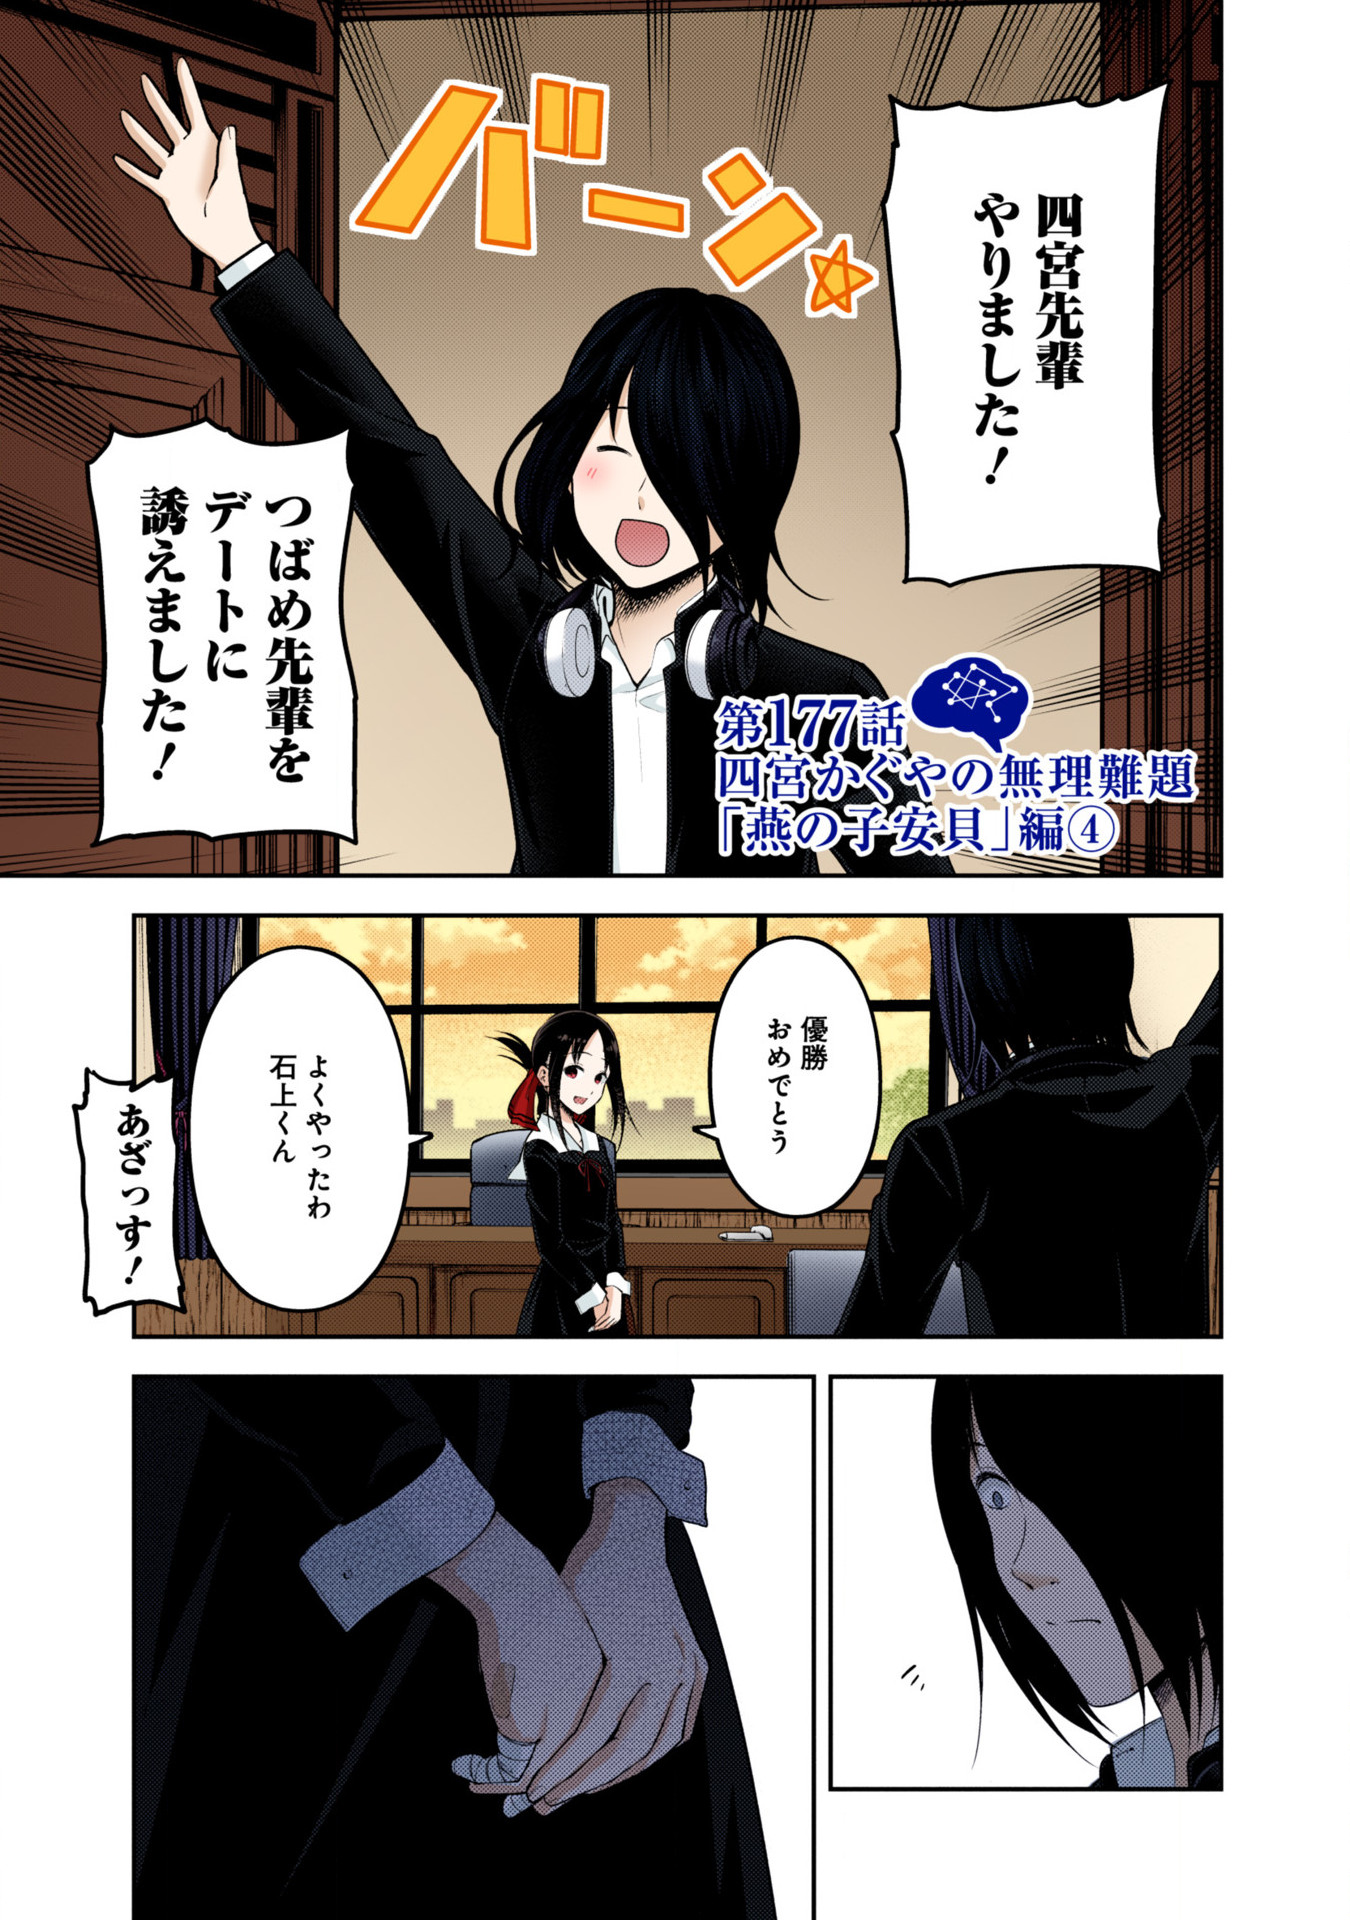 四宮先輩
やりました！
バーン☆
つばめ先輩を
デートに
誘えました！
第177話
四宮かぐやの無理難題
「燕の子安貝」編④
優勝
おめでとう
よくやったわ
石上くん
あざっす！